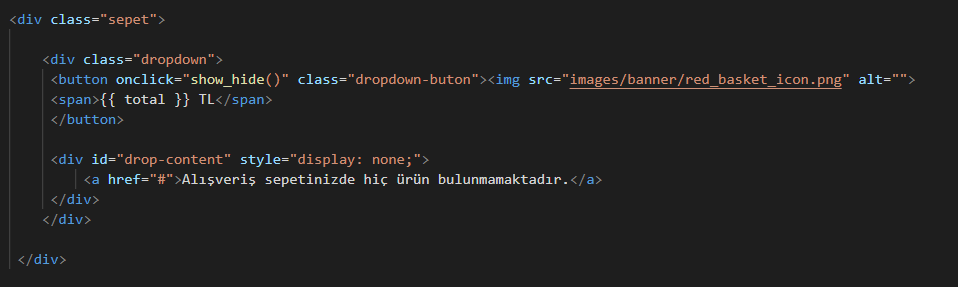 <div class="sepet">
<div class="dropdown">
<button onclick="show_hide()" class="dropdown-buton"><img src="images/banner/red_basket_icon.png" alt="">
<span>{{ total }} TL</span>
</button>
<div id="drop-content" style="display: none;">
<a href="#">Alışveriş sepetinizde hiç ürün bulunmamaktadır.</a>
</div>
</div>
</div>